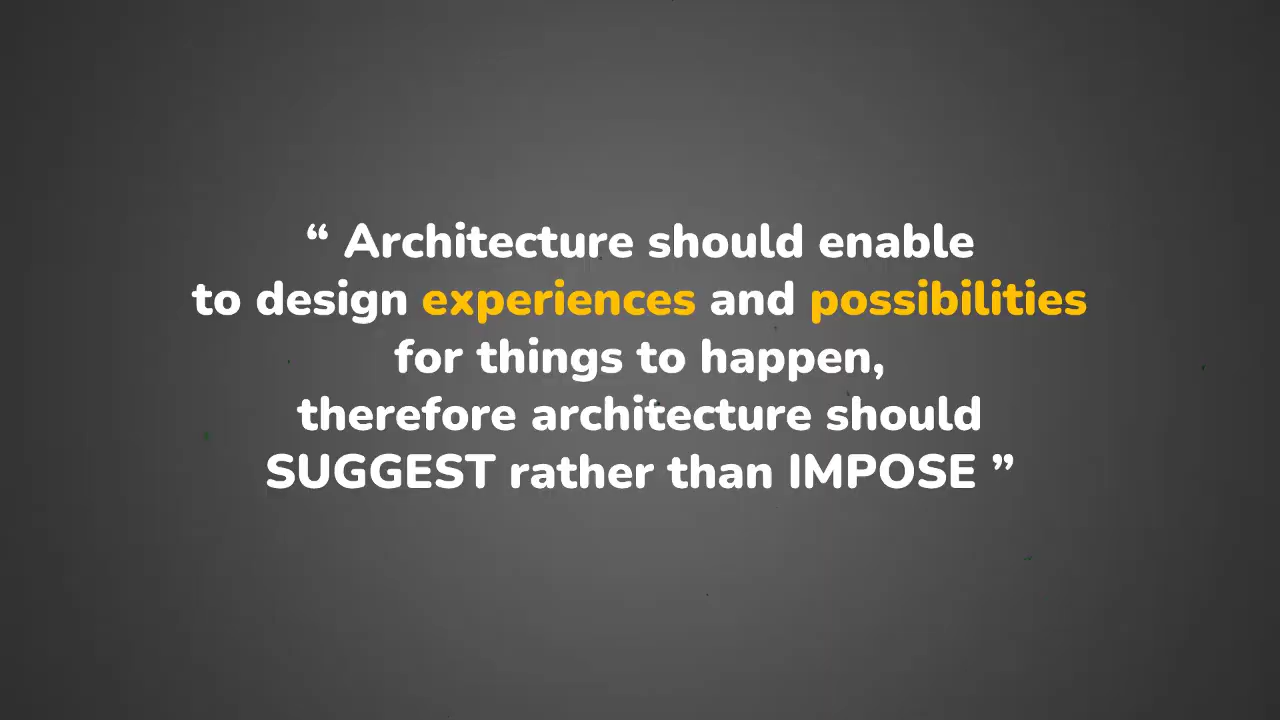 “ Architecture should enable
to design experiences and possibilities
for things to happen,
therefore architecture should
SUGGEST rather than IMPOSE ”